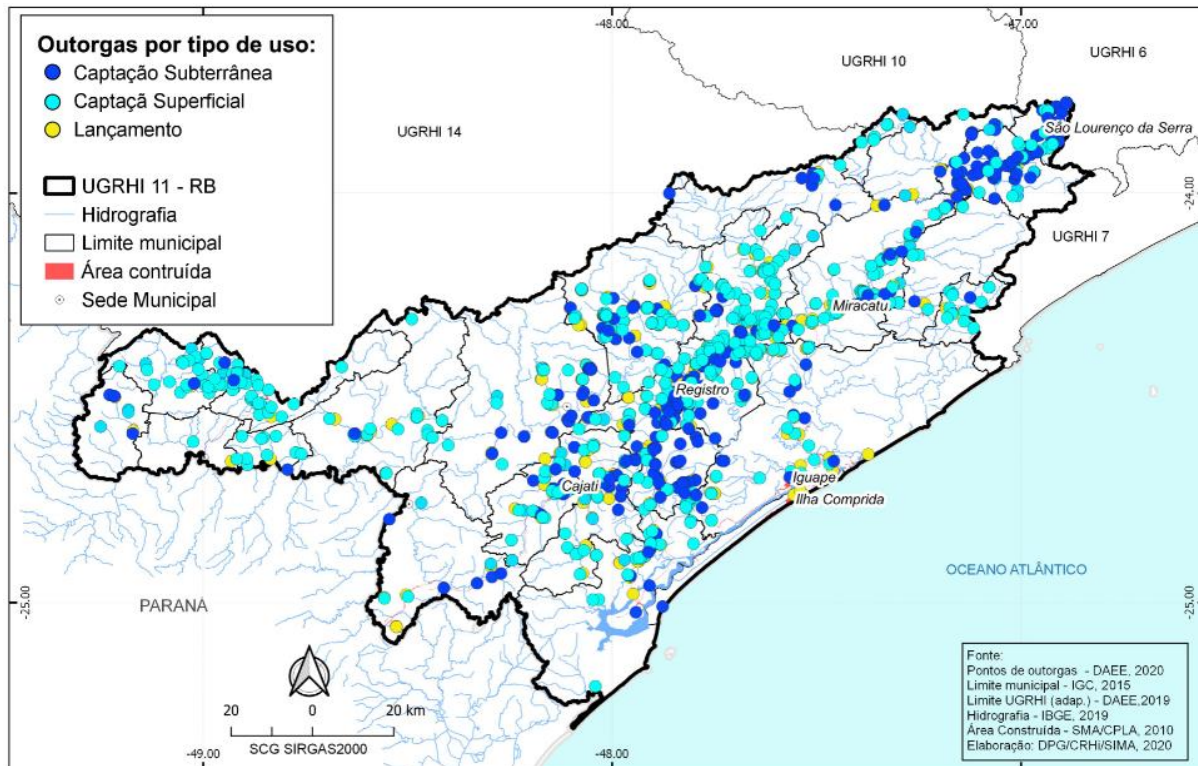 -48.00
-47.00
Outorgas por tipo de uso:
Captação Subterrânea
Captaçã Superficial
Lançamento
UGRHI 11 - RB
Hidrografia
Limite municipal
Área contruída
Sede Municipal
UGRHI 6
UGRHI 10
UGRHI 14
São Lourenço da Serra
-24.00
UGRHI 7
Miracatu
Registro
Cajati
Iguape
Ilha Comprida
OCEANO ATLÂNTICO
PARANÁ
-25.00
-25.00
20 0 20 km
SCG SIRGAS2000
Fonte:
Pontos de outorgas - DAEE, 2020
Limite municipal - IGC, 2015
Limite UGRHI (adap.) - DAEE,2019
Hidrografia - IBGE, 2019
Área Construída - SMA/CPLA, 2010
Elaboração: DPG/CRHi/SIMA, 2020
-49.00
-48.00
-47.00